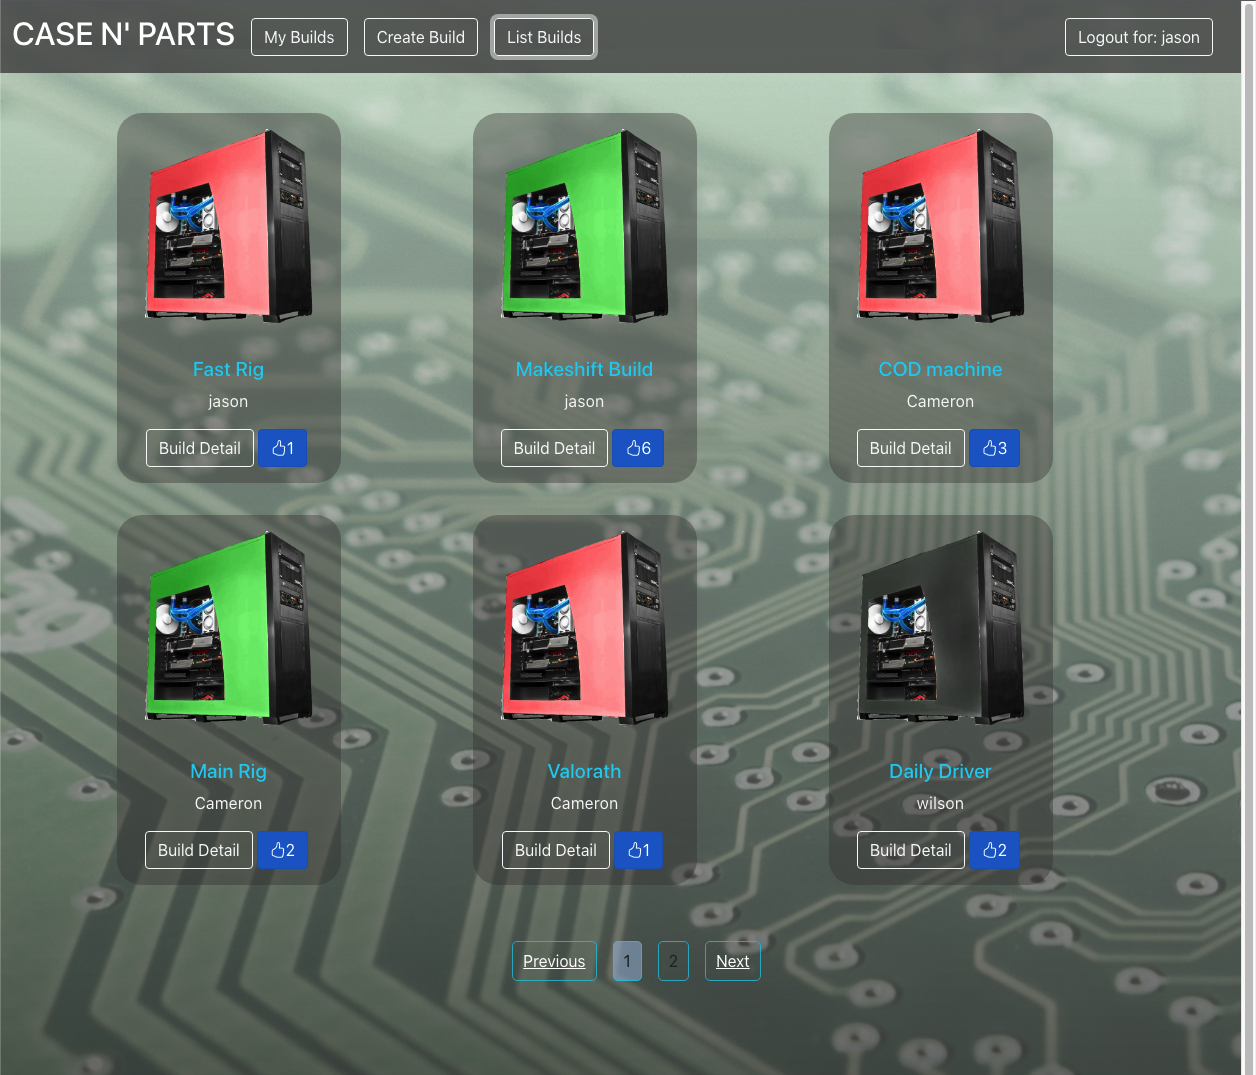 CASE N' PARTS My Builds Create Build List Builds Logout for: jason
Fast Rig
jason
Build Detail 1
Makeshift Build
jason
Build Detail 6
COD machine
Cameron
Build Detail 3
Main Rig
Cameron
Build Detail 2
Valorath
Cameron
Build Detail 1
Daily Driver
wilson
Build Detail 2
Previous 1 2 Next